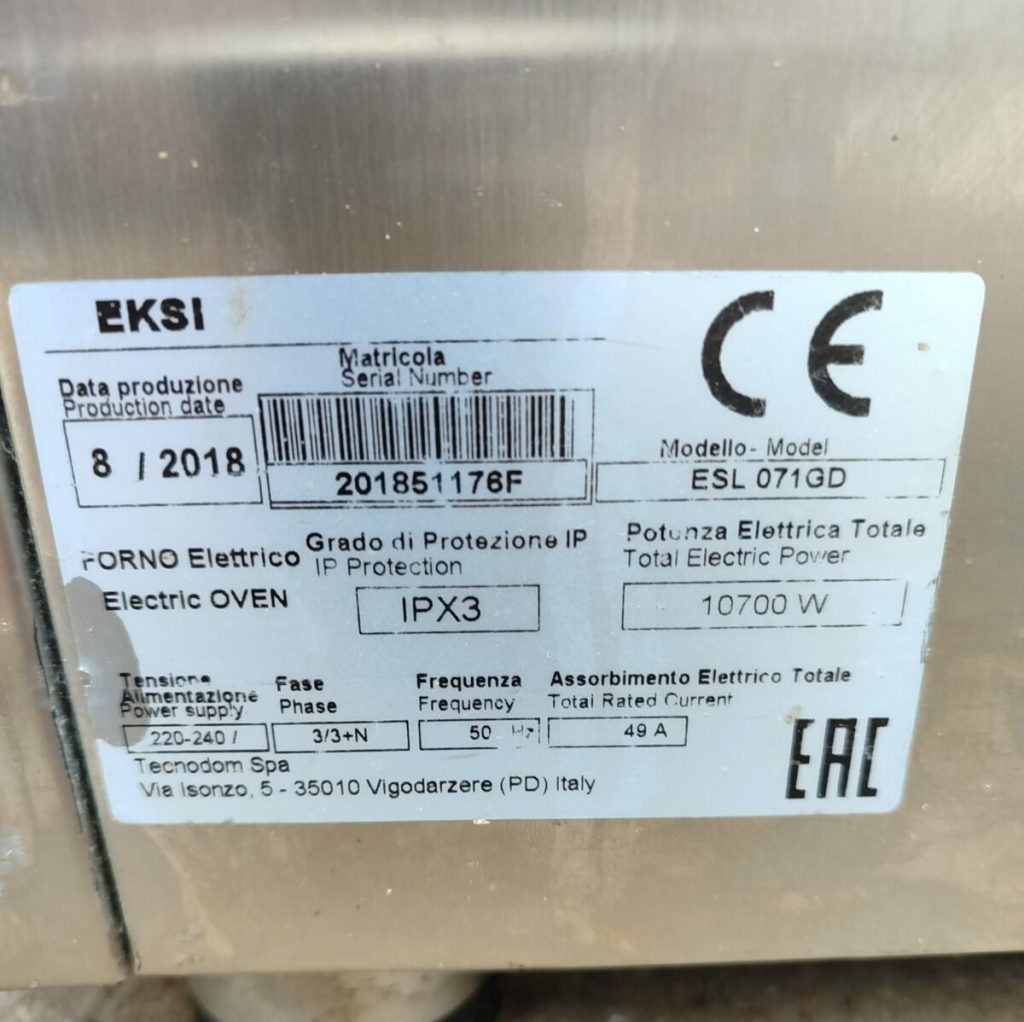 EKSI
CE
Matricola
Serial Number
Data produzione
Production date
8 / 2018
201851176F
Modello- Model
ESL 071GD
FORNO Elettrico
Electric OVEN
Grado di Protezione IP
IP Protection
IPX3
Potenza Elettrica Totale
Total Electric Power
10700 W
Tensione
Alimentazione
Power supply
220-240 /
Fase
Phase
3/3+N
Frequenza
Frequency
50 Hz
Assorbimento Elettrico Totale
Total Rated Current
49 A
EAC
Tecnodom Spa
Via Isonzo, 5 - 35010 Vigodarzere (PD) Italy